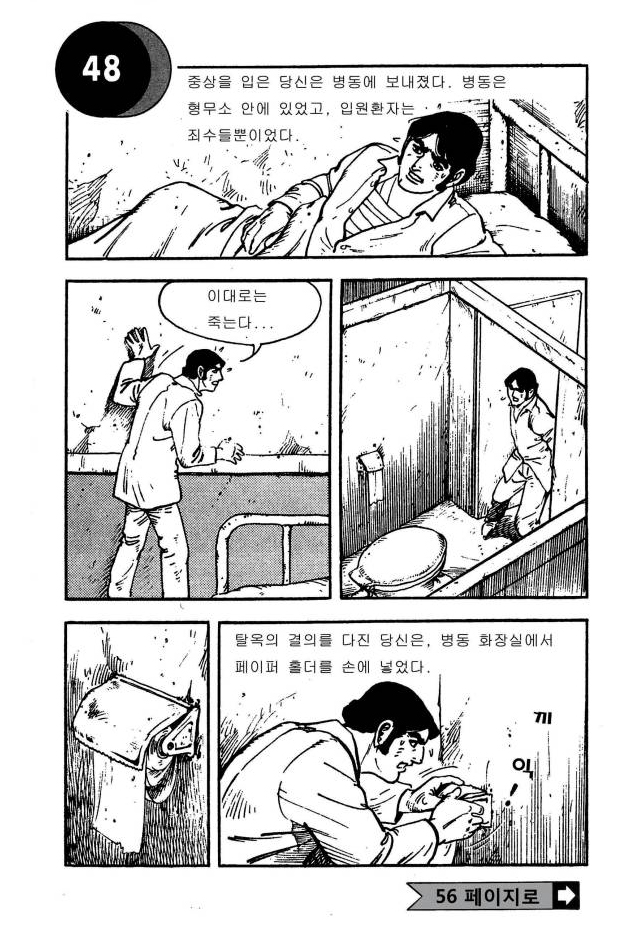 48
중상을 입은 당신은 병동에 보내졌다. 병동은
형무소 안에 있었고, 입원환자는
죄수들뿐이었다.
이대로는
죽는다...
탈옥의 결의를 다진 당신은, 병동 화장실에서
페이퍼 홀더를 손에 넣었다.
끼
익
!
56 페이지로